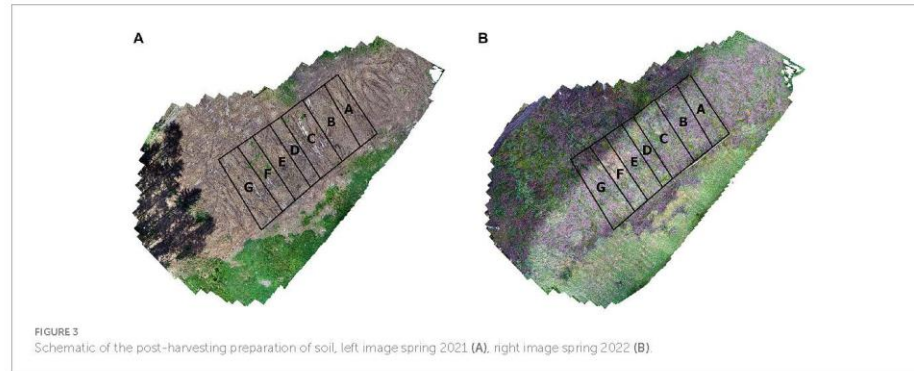 A
B
A
B
C
D
E
F
G
A
B
C
D
E
F
G
FIGURE 3
Schematic of the post-harvesting preparation of soil, left image spring 2021 (A), right image spring 2022 (B).